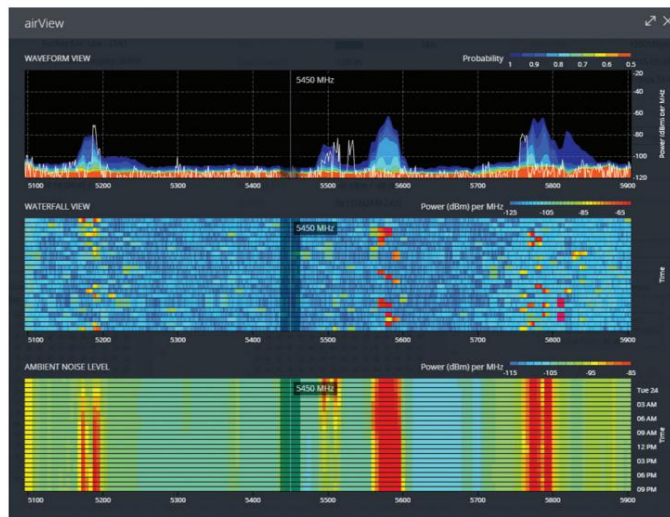 airView
WAVEFORM VIEW
Probability
1 0.9 0.8 0.7 0.6 0.5
5450 MHz
-20
-40
-60
-80
-100
-120
Power (dBm) per MHz
5100 5200 5300 5400 5500 5600 5700 5800 5900
WATERFALL VIEW
Power (dBm) per MHz
-125 -105 -85 -65
5450 MHz
Time
5100 5200 5300 5400 5500 5600 5700 5800 5900
AMBIENT NOISE LEVEL
Power (dBm) per MHz
-115 -105 -95 -85
5450 MHz
Tue 24
03 AM
06 AM
09 AM
12 PM
03 PM
06 PM
09 PM
Time
5100 5200 5300 5400 5500 5600 5700 5800 5900